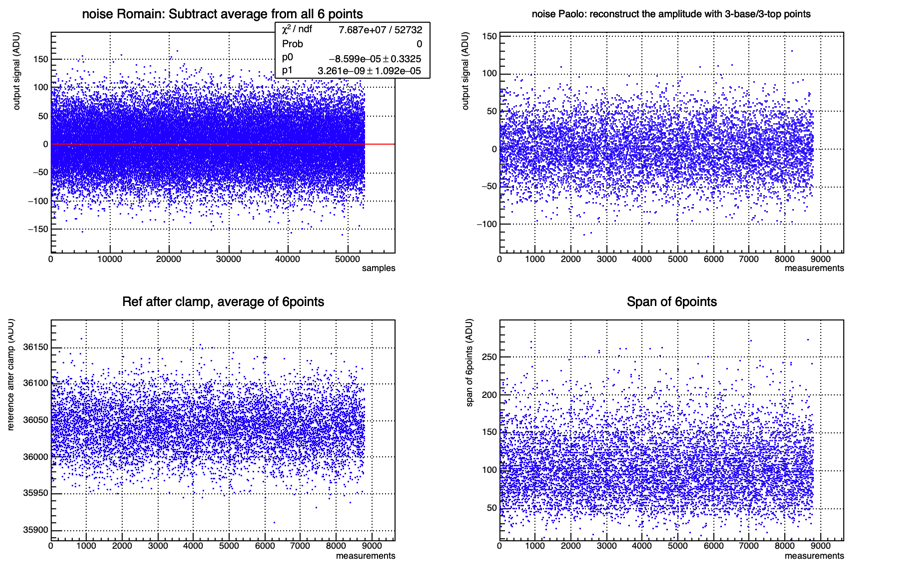 noise Romain: Subtract average from all 6 points
χ² / ndf 7.687e+07 / 52732
Prob 0
p0 −8.599e−05 ± 0.3325
p1 3.261e−09 ± 1.092e−05
output signal (ADU)
150
100
50
0
−50
−100
−150
0 10000 20000 30000 40000 50000
samples
noise Paolo: reconstruct the amplitude with 3-base/3-top points
output signal (ADU)
150
100
50
0
−50
−100
0 1000 2000 3000 4000 5000 6000 7000 8000 9000
measurements
Ref after clamp, average of 6points
reference after clamp (ADU)
36150
36100
36050
36000
35950
35900
0 1000 2000 3000 4000 5000 6000 7000 8000 9000
measurements
Span of 6points
span of 6points (ADU)
250
200
150
100
50
0 1000 2000 3000 4000 5000 6000 7000 8000 9000
measurements